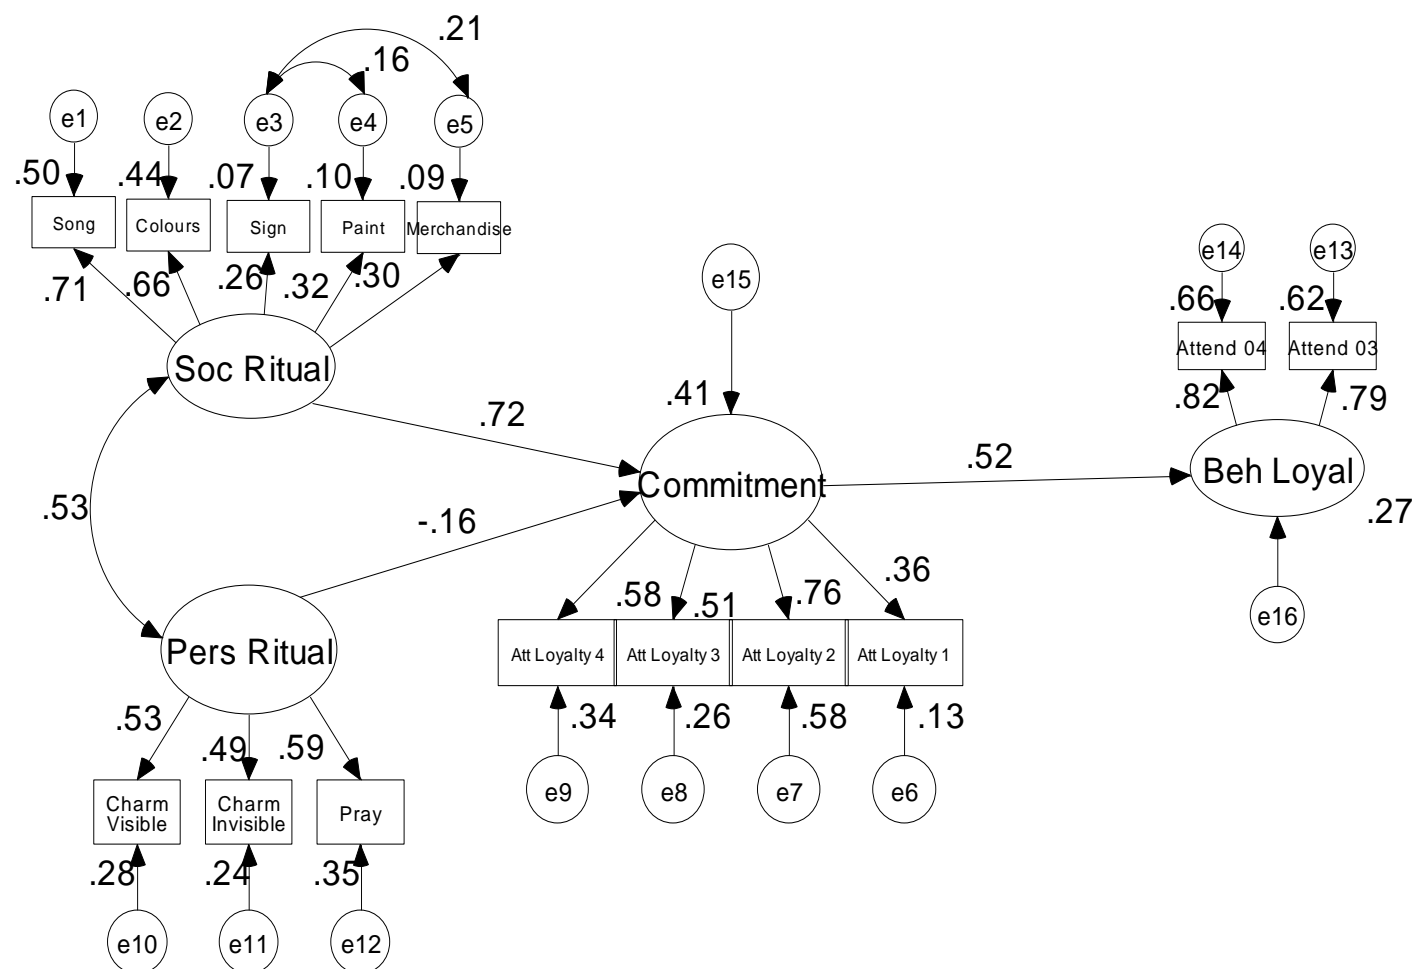 .21
.16
e1
e2
e3
e4
e5
.50
.44
.07
.10
.09
Song
Colours
Sign
Paint
Merchandise
.71
.66
.26
.32
.30
Soc Ritual
e15
e14
e13
.66
.62
Attend 04
Attend 03
.82
.79
.41
.72
Commitment
.52
Beh Loyal
.27
.53
-.16
e16
Pers Ritual
.58
.51
.76
.36
Att Loyalty 4
Att Loyalty 3
Att Loyalty 2
Att Loyalty 1
.34
.26
.58
.13
e9
e8
e7
e6
.53
.49
.59
Charm
Visible
Charm
Invisible
Pray
.28
.24
.35
e10
e11
e12